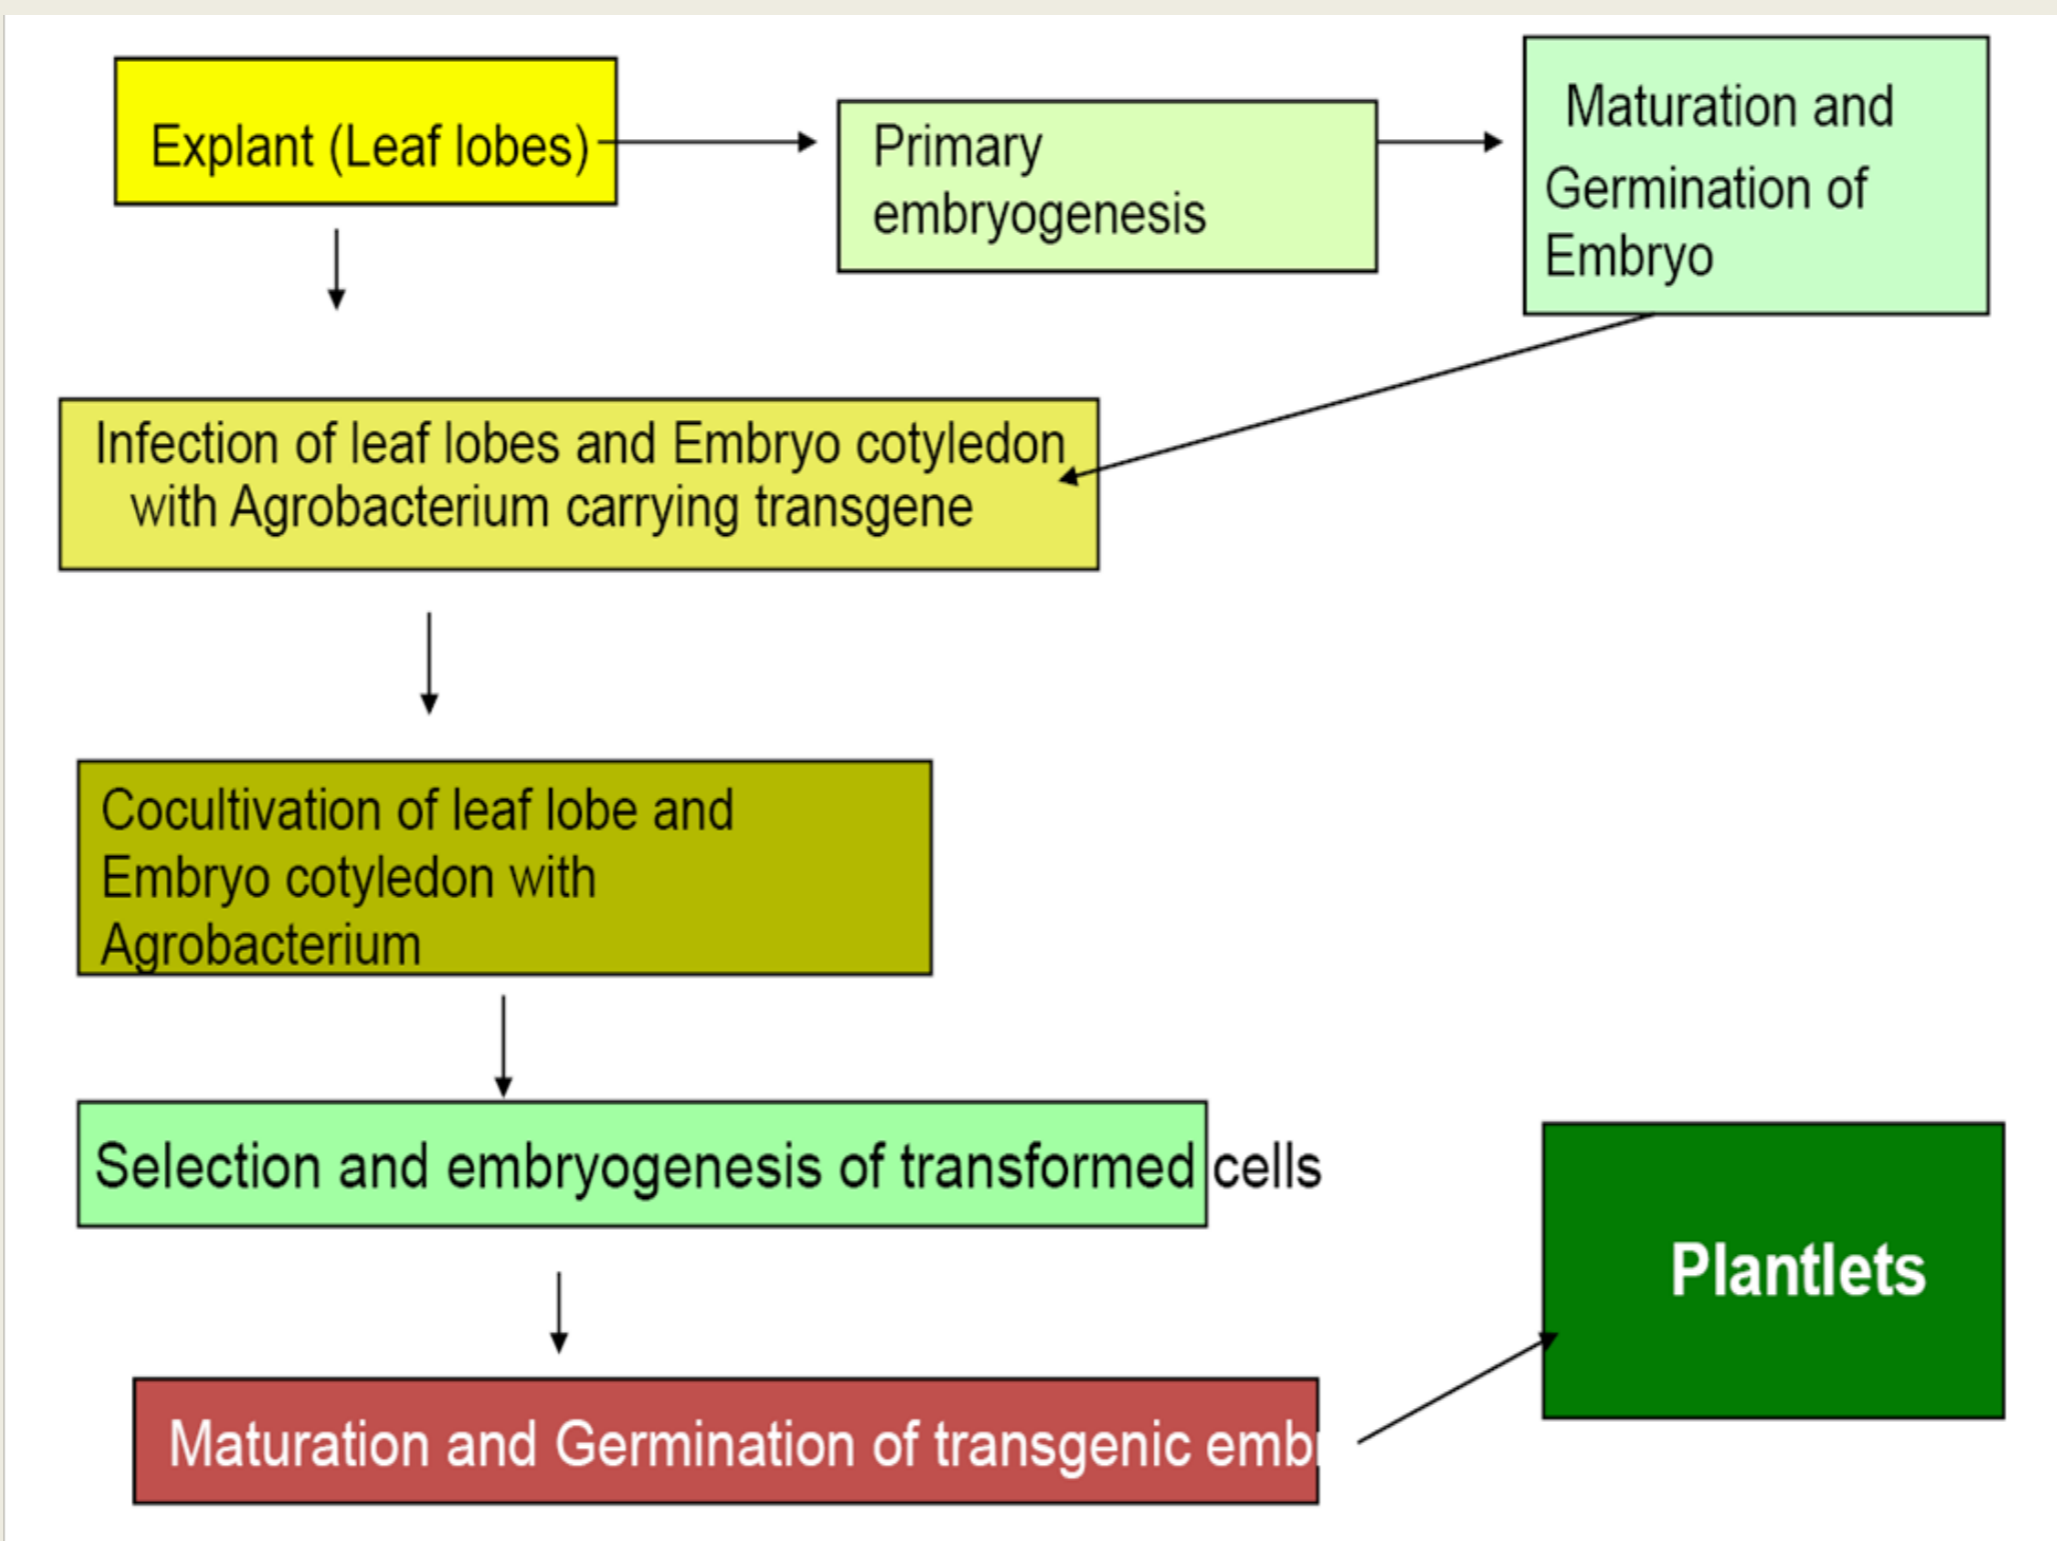 Explant (Leaf lobes)
Primary
embryogenesis
Maturation and
Germination of
Embryo
Infection of leaf lobes and Embryo cotyledon
with Agrobacterium carrying transgene
Cocultivation of leaf lobe and
Embryo cotyledon with
Agrobacterium
Selection and embryogenesis of transformed cells
Plantlets
Maturation and Germination of transgenic